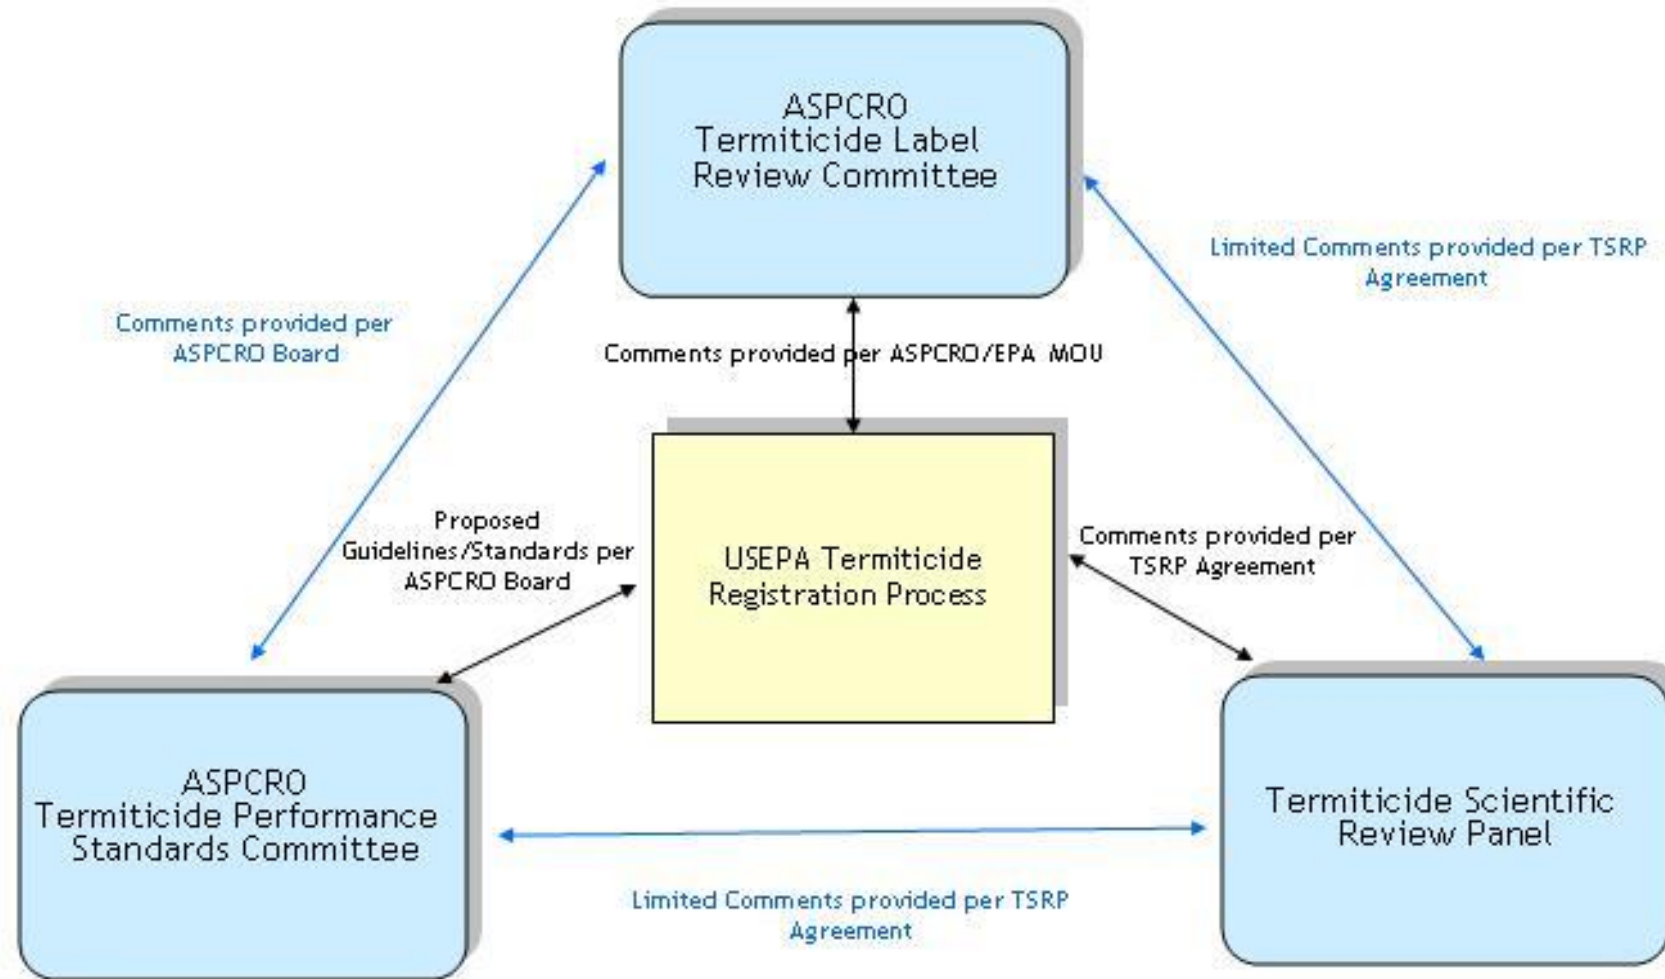 ASPCRO
Termiticide Label
Review Committee
Limited Comments provided per TSRP
Agreement
Comments provided per
ASPCRO Board
Comments provided per ASPCRO/EPA MOU
Proposed
Guidelines/Standards per
ASPCRO Board
USEPA Termiticide
Registration Process
Comments provided per
TSRP Agreement
ASPCRO
Termiticide Performance
Standards Committee
Termiticide Scientific
Review Panel
Limited Comments provided per TSRP
Agreement